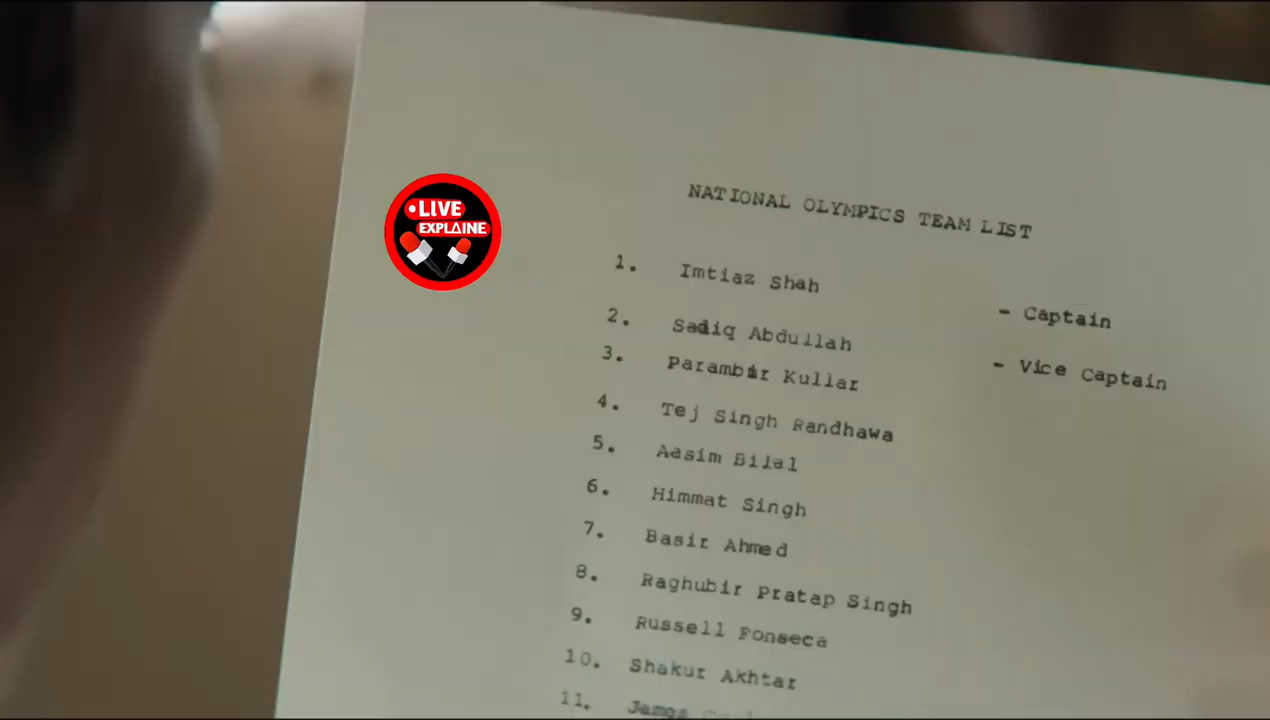 LIVE
EXPLAINE
NATIONAL OLYMPICS TEAM LIST
1. Imtiaz Shah - Captain
2. Sadiq Abdullah - Vice Captain
3. Parambir Kullar
4. Tej Singh Randhawa
5. Aasim Bilal
6. Himmat Singh
7. Basir Ahmed
8. Raghubir Pratap Singh
9. Russell Fonseca
10. Shakur Akhtar
11. James